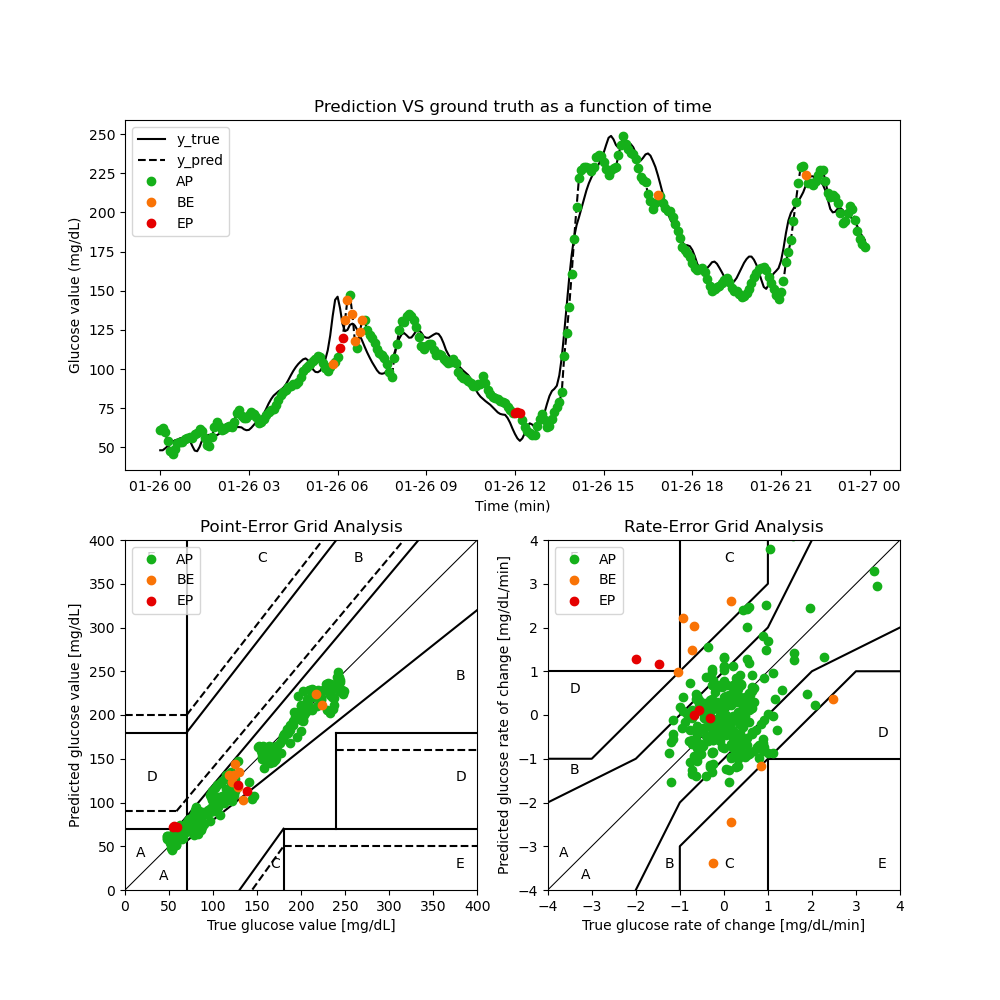 Prediction VS ground truth as a function of time
Glucose value (mg/dL)
250
225
200
175
150
125
100
75
50
y_true
y_pred
AP
BE
EP
01-26 00 01-26 03 01-26 06 01-26 09 01-26 12 01-26 15 01-26 18 01-26 21 01-27 00
Time (min)
Point-Error Grid Analysis
Predicted glucose value [mg/dL]
400
350
300
250
200
150
100
50
0
AP
BE
EP
C
B
B
D
D
A
A
C
E
0 50 100 150 200 250 300 350 400
True glucose value [mg/dL]
Rate-Error Grid Analysis
Predicted glucose rate of change [mg/dL/min]
4
3
2
1
0
−1
−2
−3
−4
AP
BE
EP
C
D
D
B
A
A
B
C
E
−4 −3 −2 −1 0 1 2 3 4
True glucose rate of change [mg/dL/min]